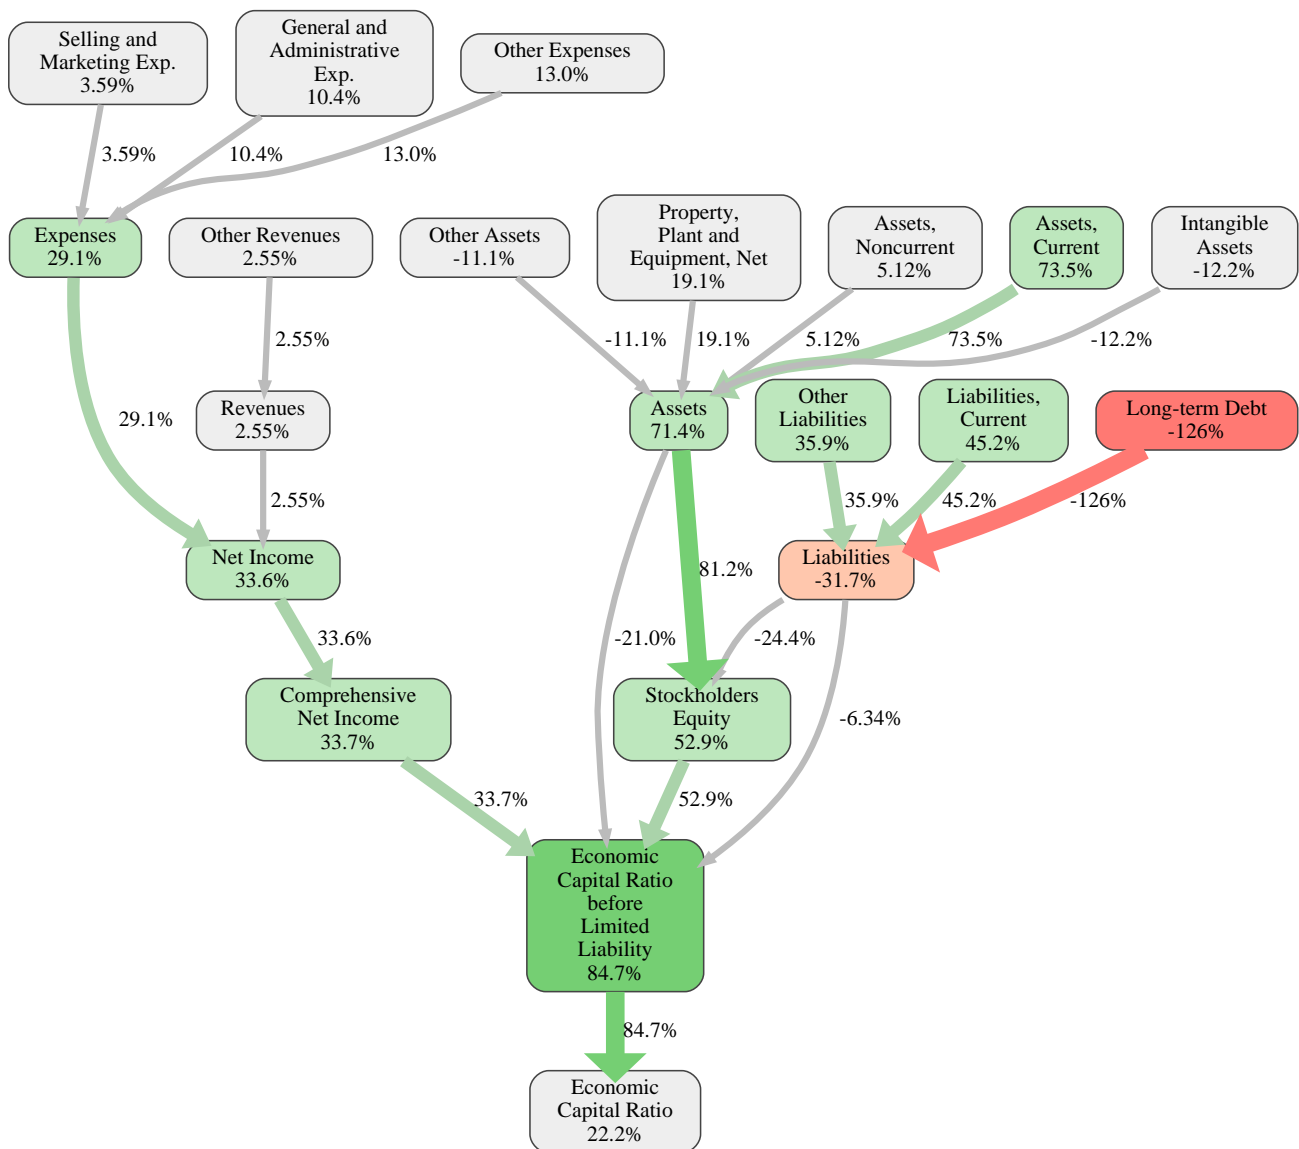 Selling and
Marketing Exp.
3.59%
General and
Administrative
Exp.
10.4%
Other Expenses
13.0%
3.59%
10.4%
13.0%
Expenses
29.1%
Other Revenues
2.55%
Other Assets
-11.1%
Property,
Plant and
Equipment, Net
19.1%
Assets,
Noncurrent
5.12%
Assets,
Current
73.5%
Intangible
Assets
-12.2%
2.55%
-11.1%
19.1%
5.12%
73.5%
-12.2%
29.1%
Revenues
2.55%
Assets
71.4%
Other
Liabilities
35.9%
Liabilities,
Current
45.2%
Long-term Debt
-126%
2.55%
35.9%
45.2%
-126%
Net Income
33.6%
81.2%
Liabilities
-31.7%
33.6%
-21.0%
-24.4%
Comprehensive
Net Income
33.7%
Stockholders
Equity
52.9%
-6.34%
33.7%
52.9%
Economic
Capital Ratio
before
Limited
Liability
84.7%
84.7%
Economic
Capital Ratio
22.2%